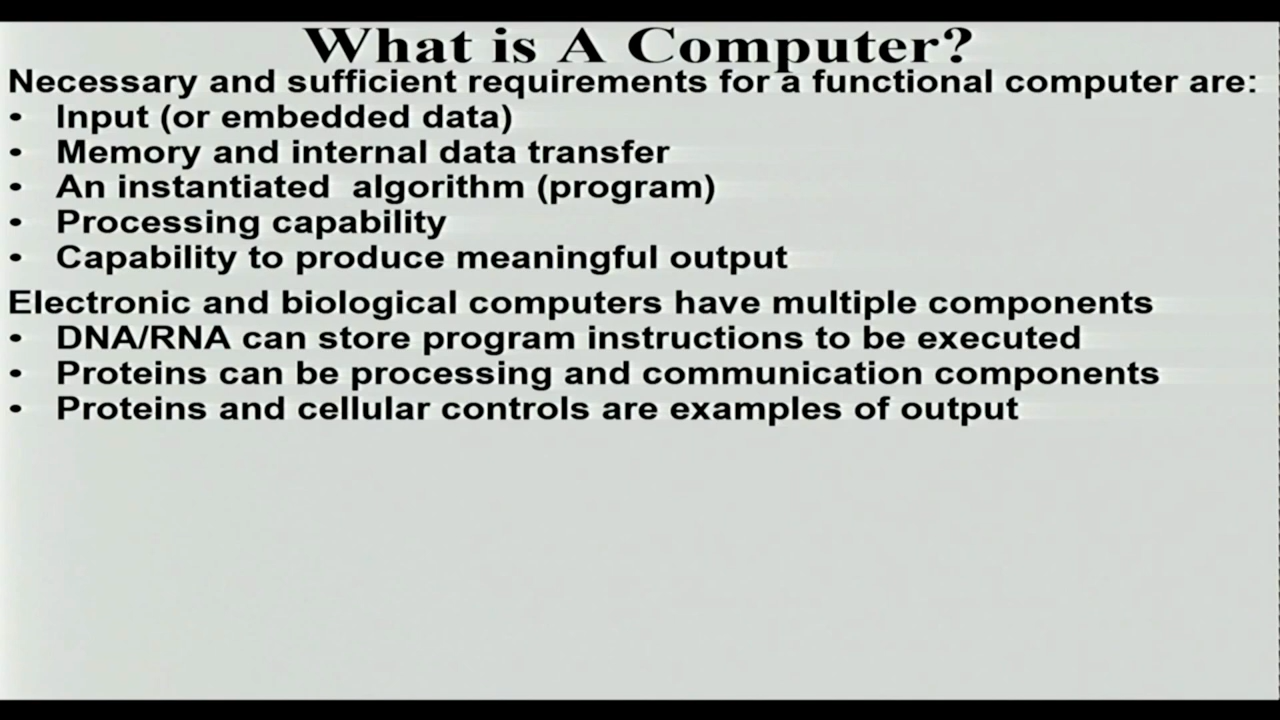 What is A Computer?
Necessary and sufficient requirements for a functional computer are:
• Input (or embedded data)
• Memory and internal data transfer
• An instantiated  algorithm (program)
• Processing capability
• Capability to produce meaningful output
Electronic and biological computers have multiple components
• DNA/RNA can store program instructions to be executed
• Proteins can be processing and communication components
• Proteins and cellular controls are examples of output